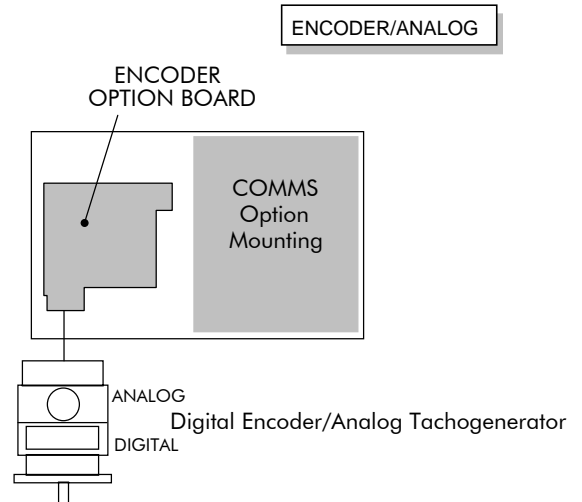 ENCODER/ANALOG
ENCODER
OPTION BOARD
COMMS
Option
Mounting
ANALOG
Digital Encoder/Analog Tachogenerator
DIGITAL